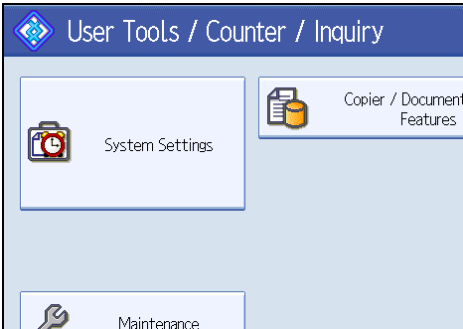 User Tools / Counter / Inquiry
System Settings
Copier / Document
Features
Maintenance